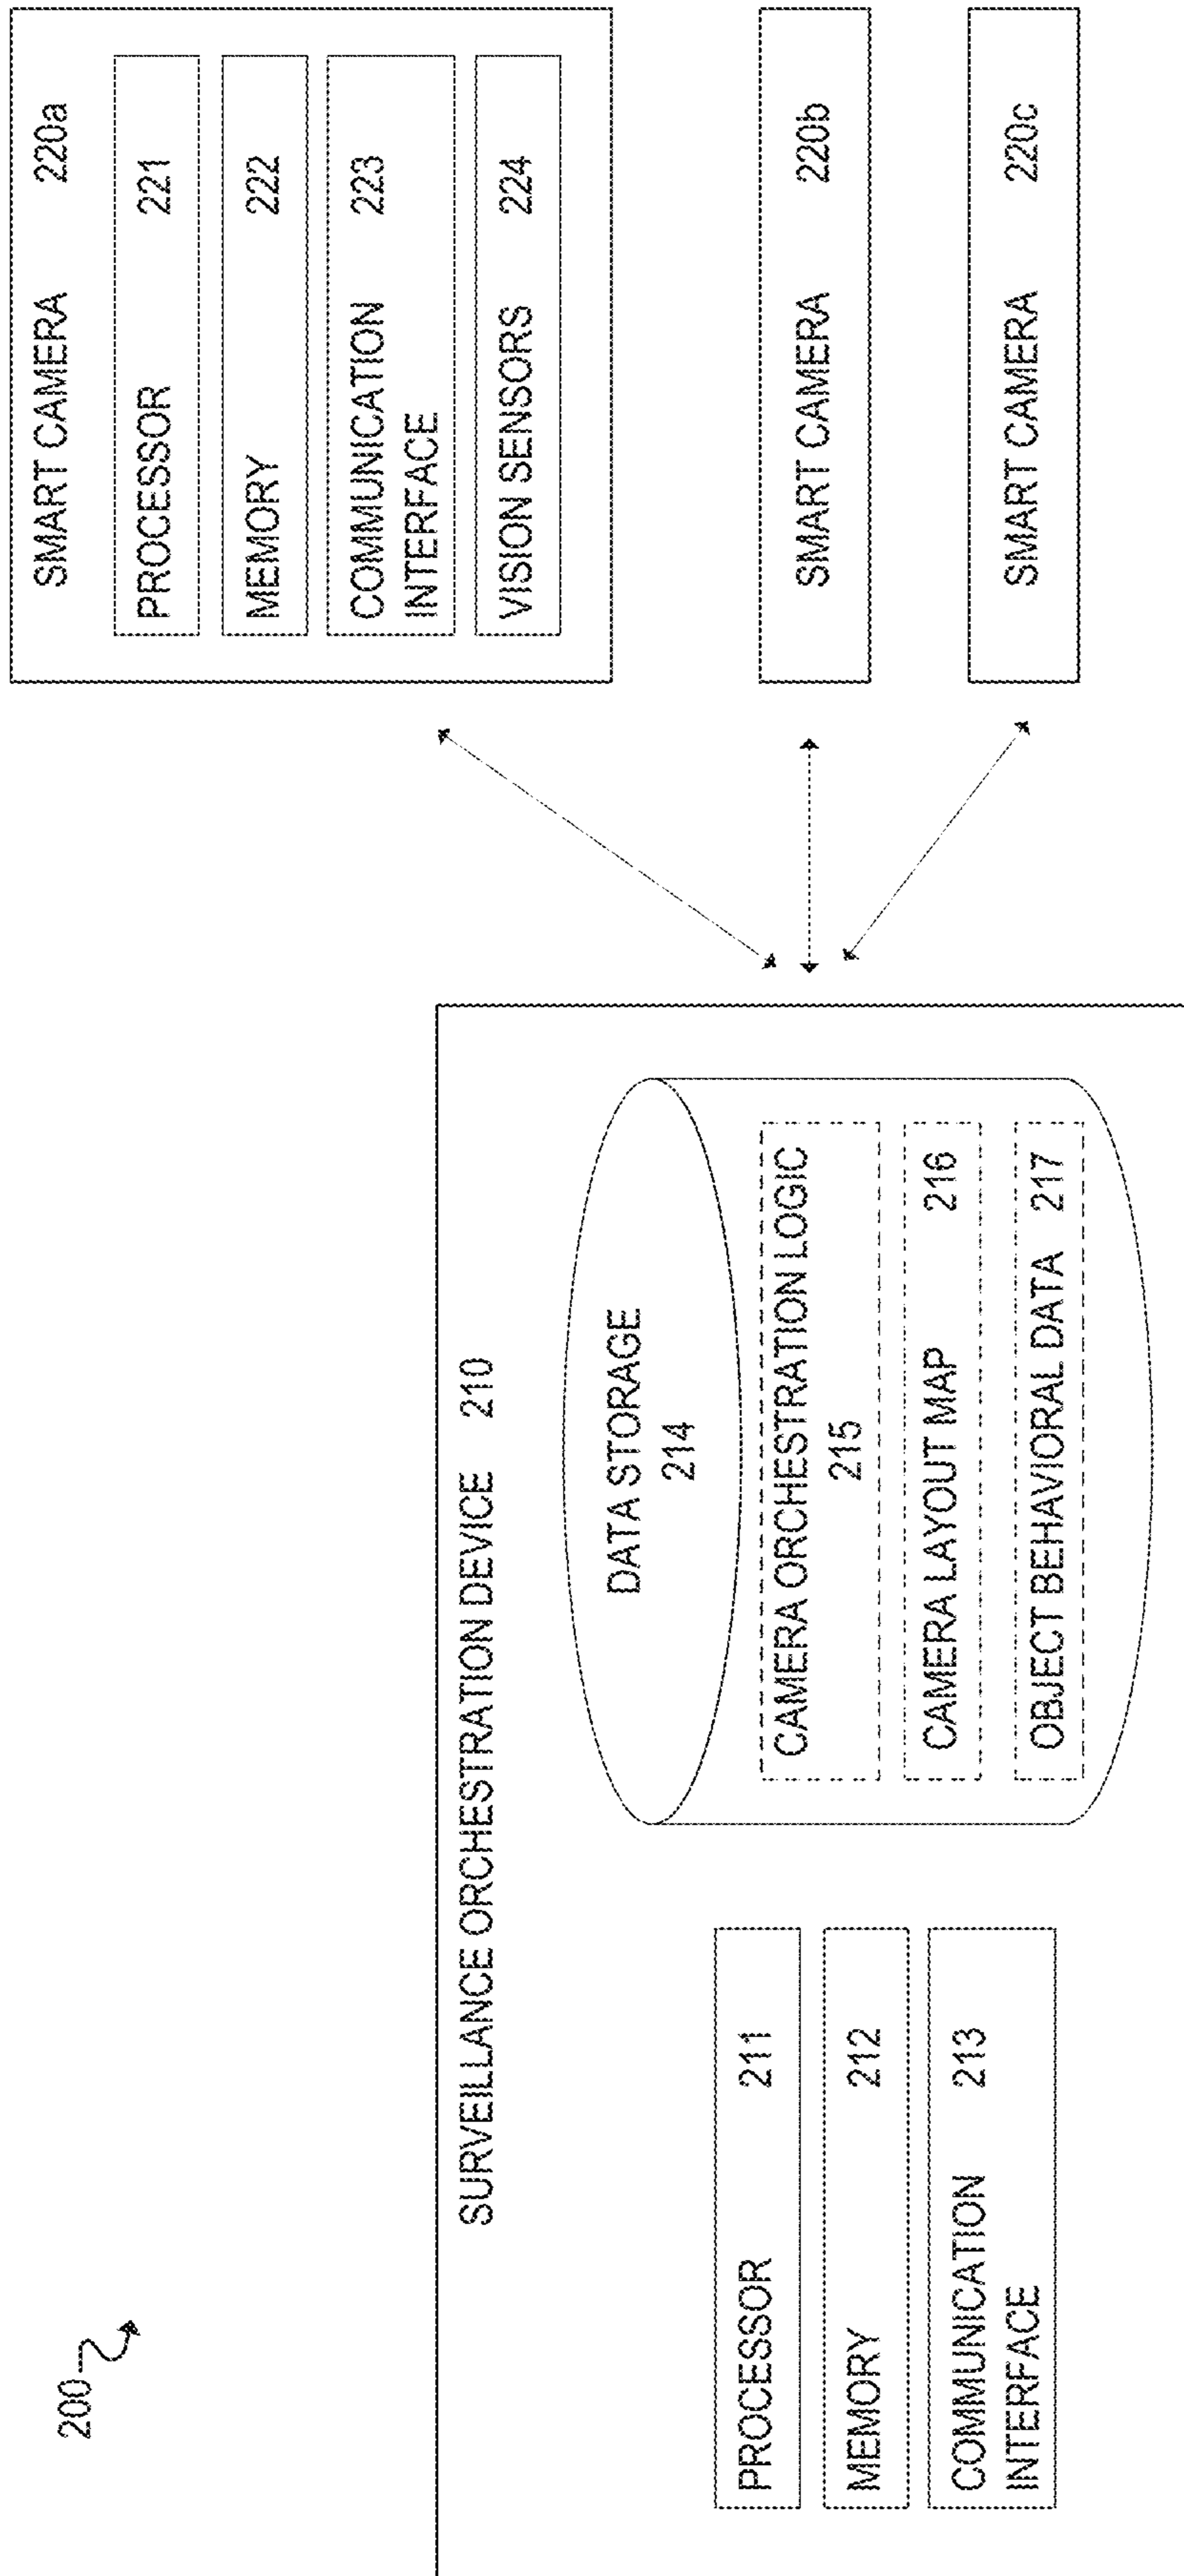 200
SURVEILLANCE ORCHESTRATION DEVICE 210
PROCESSOR 211
MEMORY 212
COMMUNICATION 213
INTERFACE
DATA STORAGE
214
CAMERA ORCHESTRATION LOGIC
215
CAMERA LAYOUT MAP 216
OBJECT BEHAVIORAL DATA 217
SMART CAMERA 220a
PROCESSOR 221
MEMORY 222
COMMUNICATION 223
INTERFACE
VISION SENSORS 224
SMART CAMERA 220b
SMART CAMERA 220c